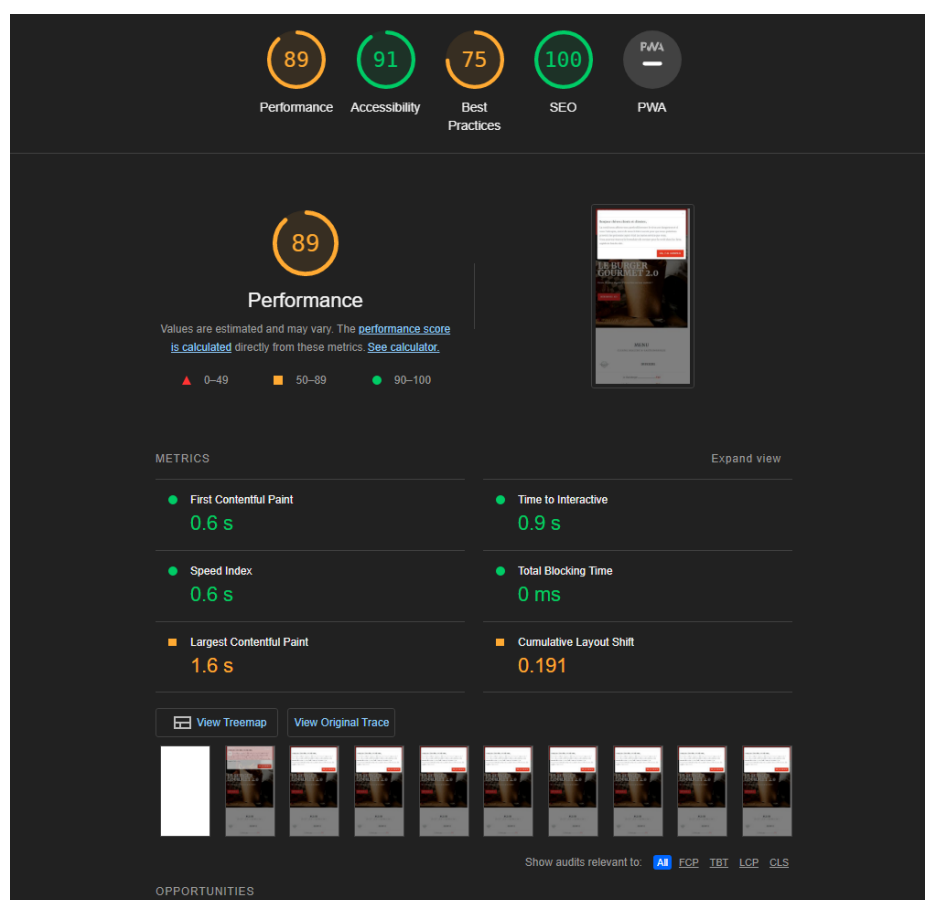 89
91
75
100
PWA
Performance
Accessibility
Best
Practices
SEO
PWA
89
Performance
Values are estimated and may vary. The performance score
is calculated directly from these metrics. See calculator.
0–49
50–89
90–100
LE BURGER
GOURMET 2.0
MENU
METRICS
Expand view
First Contentful Paint
0.6 s
Time to Interactive
0.9 s
Speed Index
0.6 s
Total Blocking Time
0 ms
Largest Contentful Paint
1.6 s
Cumulative Layout Shift
0.191
View Treemap
View Original Trace
Show audits relevant to: All FCP TBT LCP CLS
OPPORTUNITIES